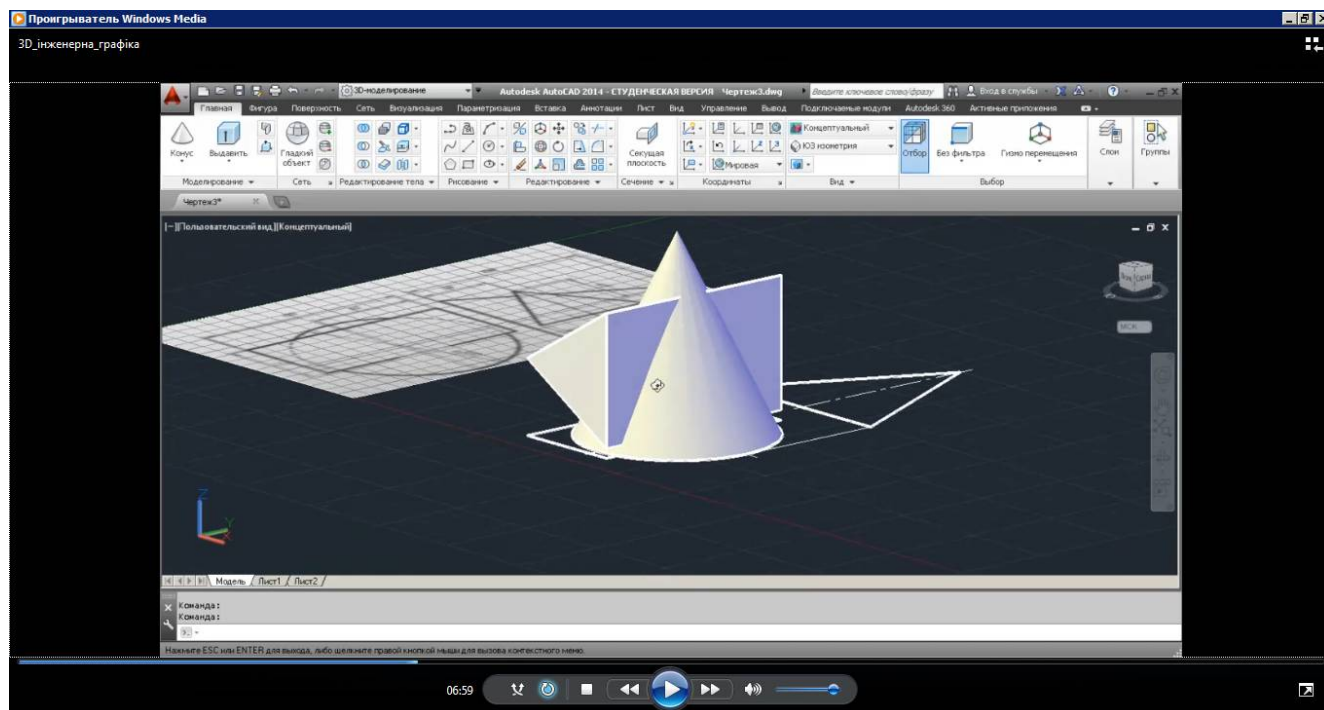 Проигрыватель Windows Media
3D_інженерна_графіка
3D-моделирование
Autodesk AutoCAD 2014 - СТУДЕНЧЕСКАЯ ВЕРСИЯ Чертеж3.dwg
Введите ключевое слово/фразу
Вход в службы
Главная Фигура Поверхность Сеть Визуализация Параметризация Вставка Аннотации Лист Вид Управление Вывод Подключаемые модули Autodesk 360 Активные приложения
Концептуальный
ЮЗ изометрия
Мировая
Конус Выдавить Гладкий объект Секущая плоскость Отбор Без фильтра Гизмо перемещения Слои Группы
Моделирование Сеть Редактирование тела Рисование Редактирование Сечение Координаты Вид Выбор
Чертеж3*
[−][Пользовательский вид][Концептуальный]
МСК
Z
Y
X
Модель Лист1 Лист2
Команда:
Команда:
Нажмите ESC или ENTER для выхода, либо щелкните правой кнопкой мыши для вызова контекстного меню.
06:59